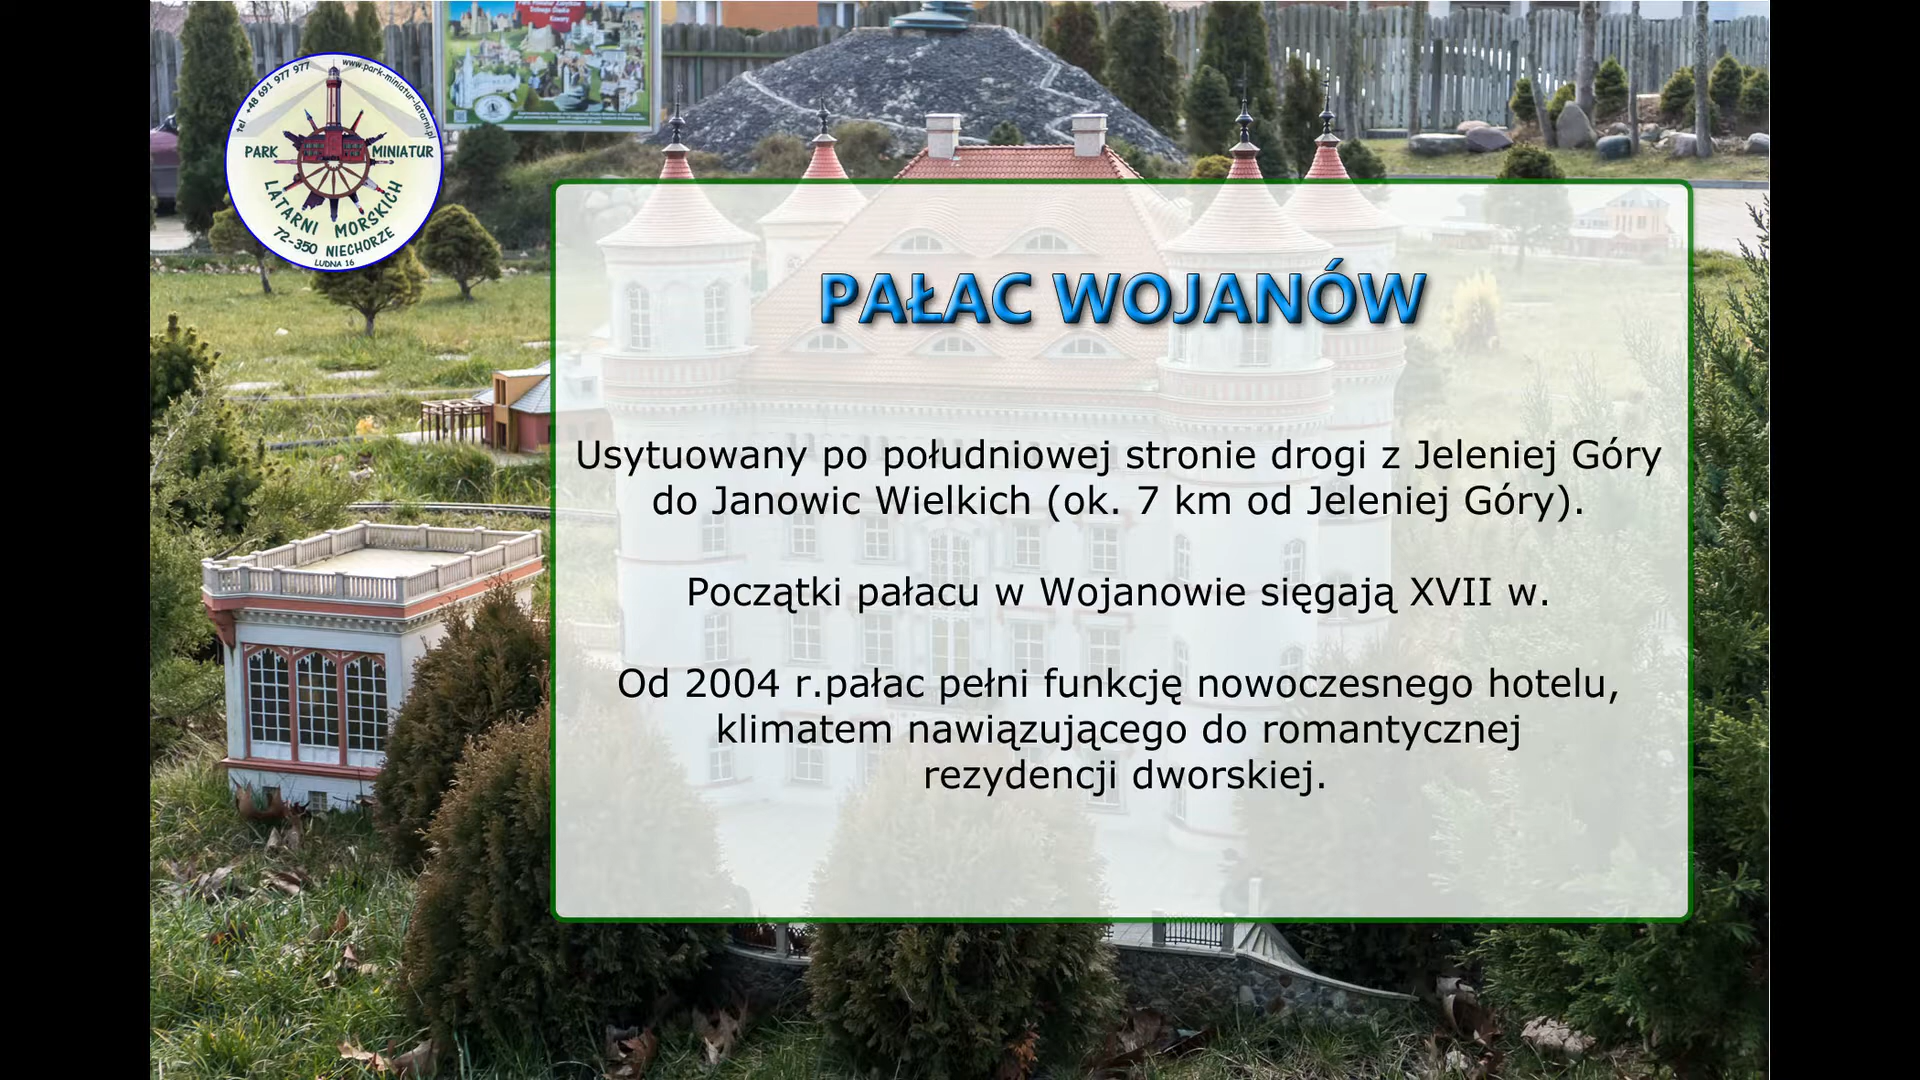 tel +48 691 977 977
www.park-miniatur-latarni.pl
PARK MINIATUR
LATARNI MORSKICH
72-350 NIECHORZE
LUDNA 16
PAŁAC WOJANÓW
Usytuowany po południowej stronie drogi z Jeleniej Góry
do Janowic Wielkich (ok. 7 km od Jeleniej Góry).
Początki pałacu w Wojanowie sięgają XVII w.
Od 2004 r.pałac pełni funkcję nowoczesnego hotelu,
klimatem nawiązującego do romantycznej
rezydencji dworskiej.